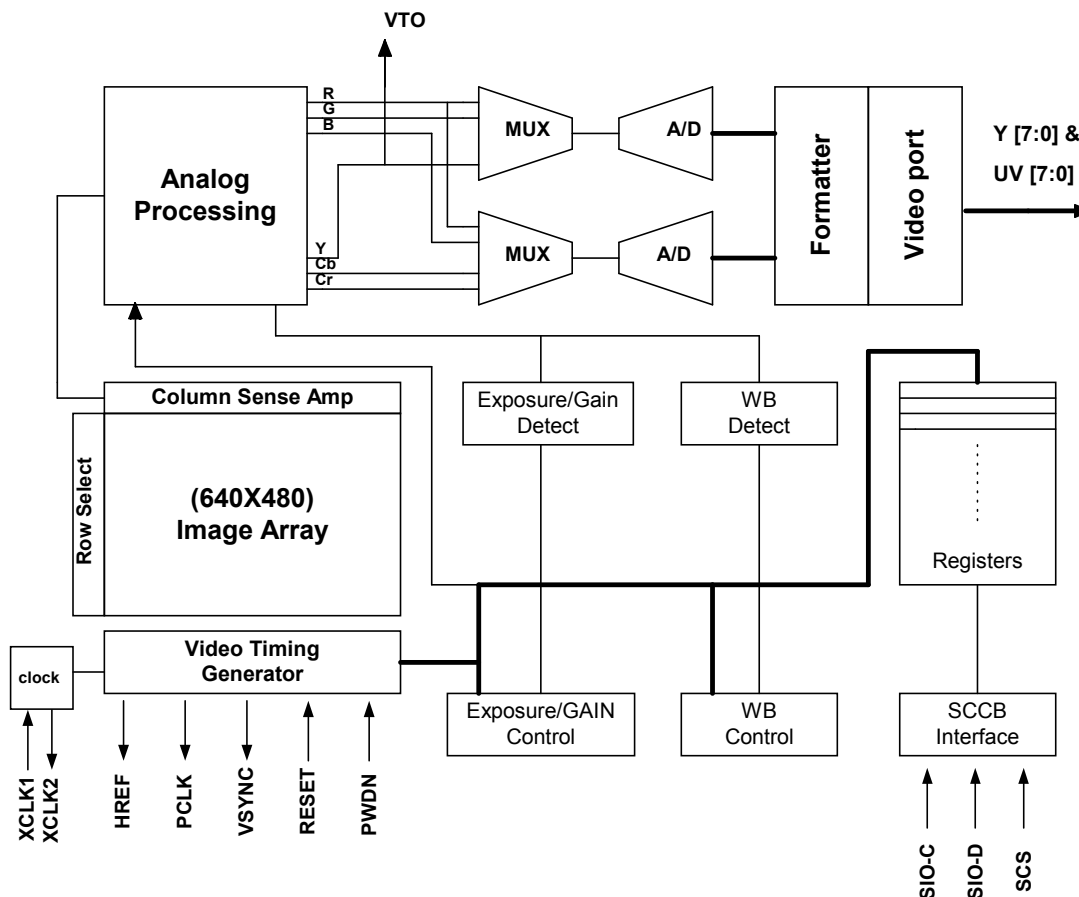 VTO
R
G
B
Analog
Processing
Y
Cb
Cr
MUX
A/D
MUX
A/D
Formatter
Video port
Y [7:0] &
UV [7:0]
Column Sense Amp
Row Select
(640X480)
Image Array
Exposure/Gain
Detect
WB
Detect
Registers
clock
Video Timing
Generator
Exposure/GAIN
Control
WB
Control
SCCB
Interface
XCLK1
XCLK2
HREF
PCLK
VSYNC
RESET
PWDN
SIO-C
SIO-D
SCS